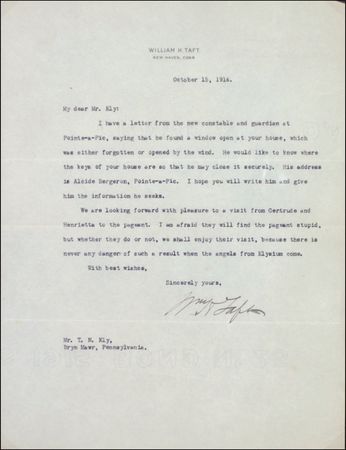 WILLIAM H. TAFT
NEW HAVEN, CONN
October 15, 1914.
My dear Mr. Ely:
I have a letter from the new constable and guardian at
Pointe-a-Pic, saying that he found a window open at your house, which
was either forgotten or opened by the wind. He would like to know where
the keys of your house are so that he may close it securely. His address
is Alcide Bergeron, Pointe-a-Pic. I hope you will write him and give
him the information he seeks.
We are looking forward with pleasure to a visit from Gertrude and
Henrietta to the pageant. I am afraid they will find the pageant stupid,
but whether they do or not, we shall enjoy their visit, because there is
never any danger of such a result when the angels from Elysium come.
With best wishes,
Sincerely yours,
Wm H Taft
Mr. T. N. Ely,
Bryn Mawr, Pennsylvania.